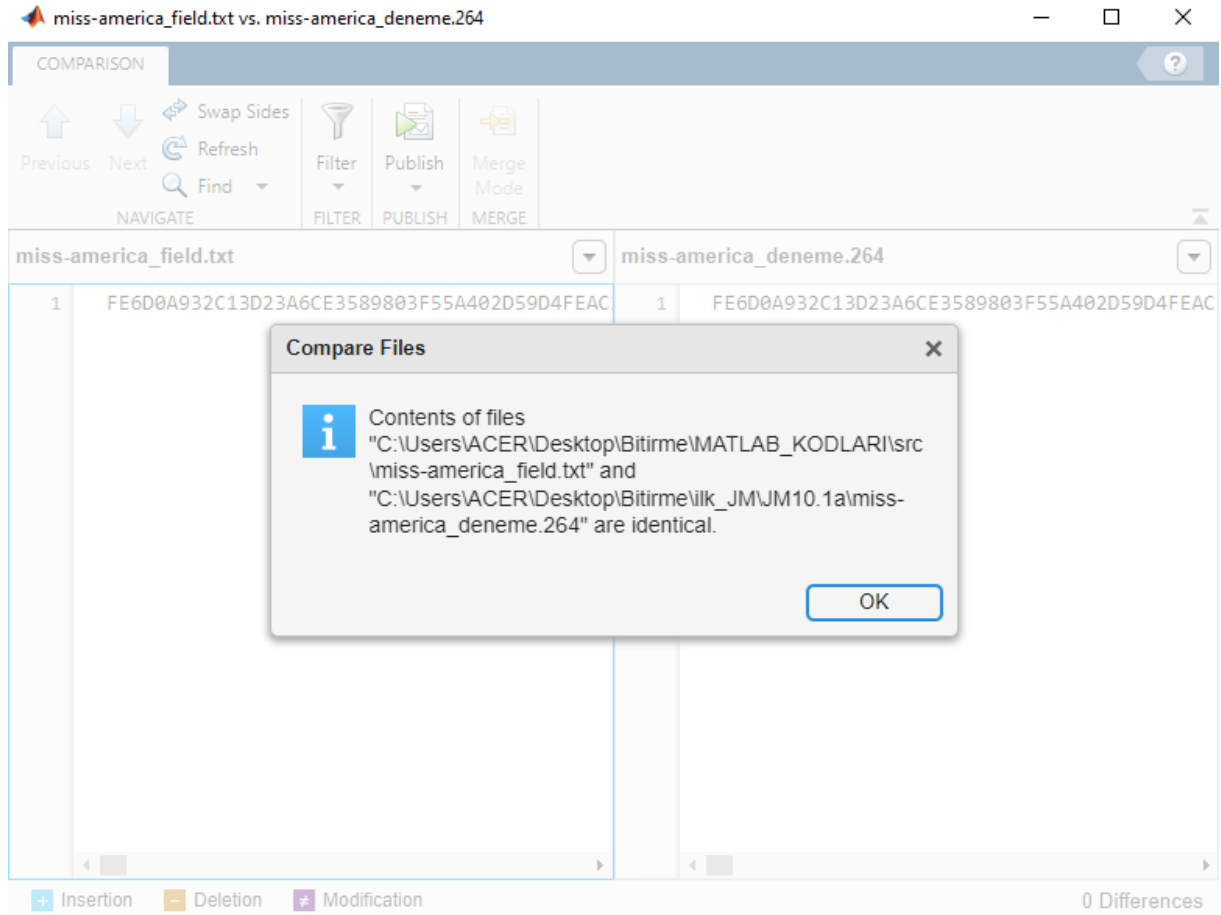 miss-america_field.txt vs. miss-america_deneme.264
COMPARISON
Previous
Next
Swap Sides
Refresh
Find
NAVIGATE
Filter
FILTER
Publish
PUBLISH
Merge
Mode
MERGE
miss-america_field.txt
miss-america_deneme.264
1 FE6D0A932C13D23A6CE3589803F55A402D59D4FEAC
1 FE6D0A932C13D23A6CE3589803F55A402D59D4FEAC
Compare Files
Contents of files
"C:\Users\ACER\Desktop\Bitirme\MATLAB_KODLARI\src
\miss-america_field.txt" and
"C:\Users\ACER\Desktop\Bitirme\ilk_JM\JM10.1a\miss-
america_deneme.264" are identical.
OK
+ Insertion
− Deletion
≠ Modification
0 Differences